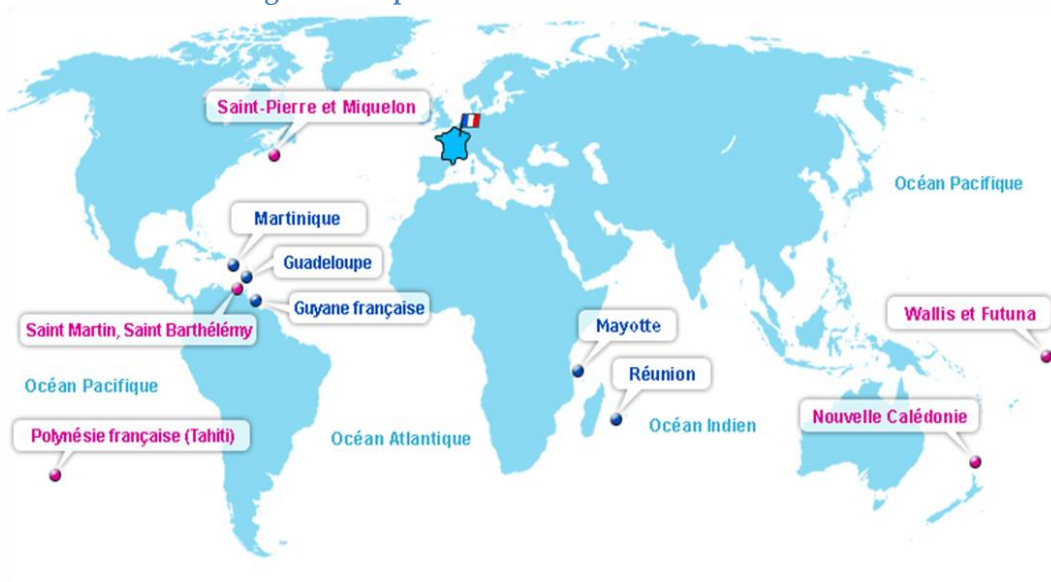 Saint-Pierre et Miquelon
Océan Pacifique
Martinique
Guadeloupe
Guyane française
Saint Martin, Saint Barthélémy
Mayotte
Wallis et Futuna
Réunion
Océan Pacifique
Nouvelle Calédonie
Océan Indien
Polynésie française (Tahiti)
Océan Atlantique